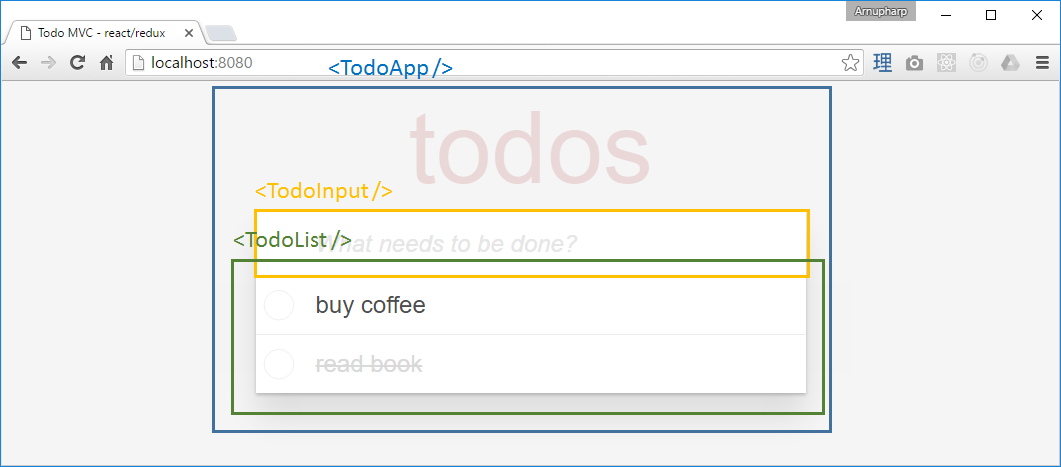 Arnupharp
Todo MVC - react/redux
localhost:8080
理
<TodoApp />
todos
<TodoInput />
<TodoList />
What needs to be done?
buy coffee
read book